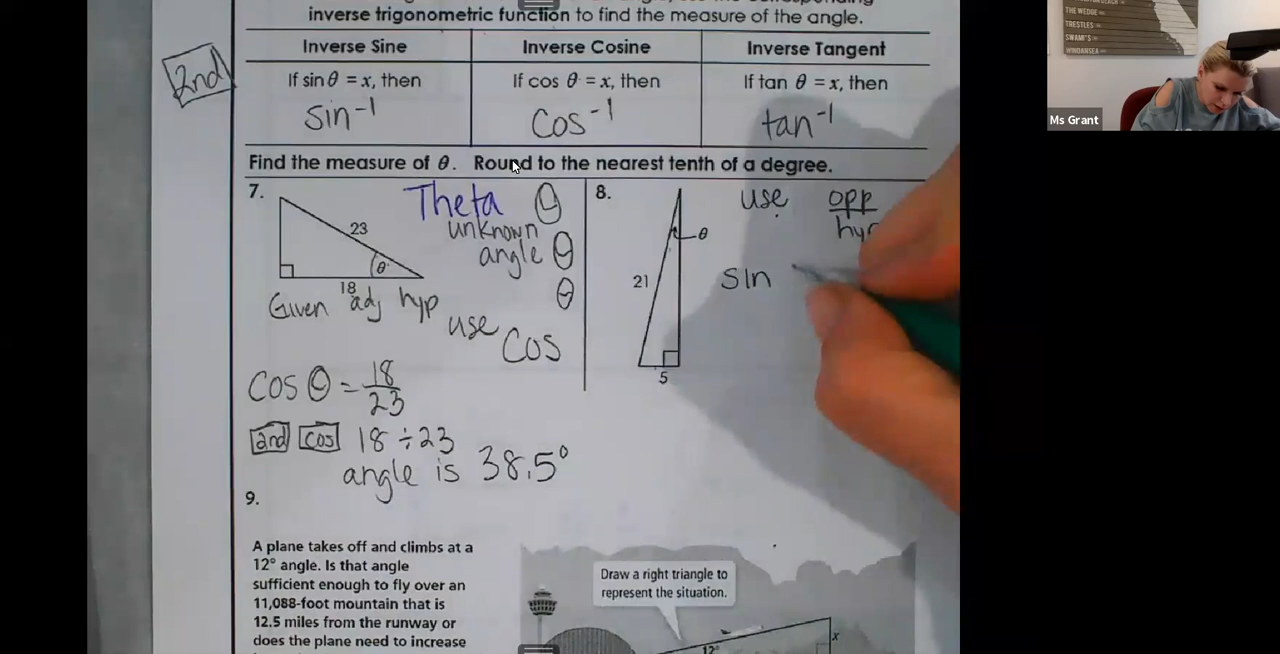 inverse trigonometric function to find the measure of the angle.
Inverse Sine
Inverse Cosine
Inverse Tangent
2nd
If sin θ = x, then
If cos θ = x, then
If tan θ = x, then
sin⁻¹
cos⁻¹
tan⁻¹
Find the measure of θ. Round to the nearest tenth of a degree.
7.
23
θ
18
Theta θ
unknown
angle θ
θ
Given adj hyp
use
Cos
Cos θ = 18/23
2nd cos 18 ÷ 23
angle is 38.5°
8.
θ
21
5
use opp
sin
9.
A plane takes off and climbs at a
12° angle. Is that angle
sufficient enough to fly over an
11,088-foot mountain that is
12.5 miles from the runway or
does the plane need to increase
Draw a right triangle to
represent the situation.
12°
x
THE WEDGE
TRESTLES
SWAMI'S
WINDANSEA
Ms Grant